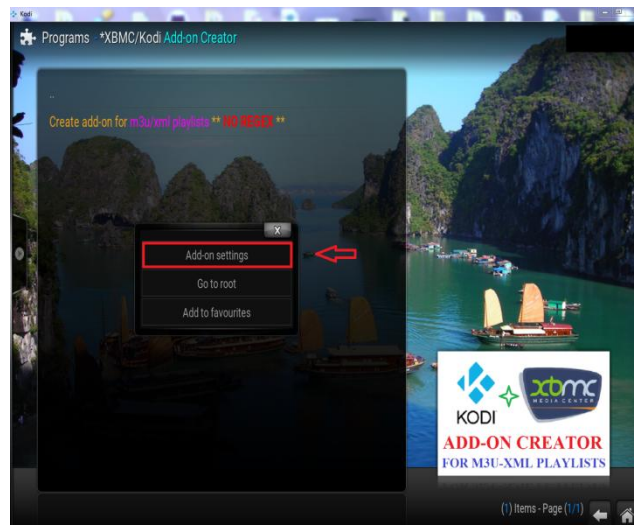 Kodi
Programs - *XBMC/Kodi Add-on Creator
..
Create add-on for m3u/xml playlists ** NO REGEX **
X
Add-on settings
Go to root
Add to favourites
KODI
xbmc
MEDIA CENTER
ADD-ON CREATOR
FOR M3U-XML PLAYLISTS
(1) Items - Page (1/1)